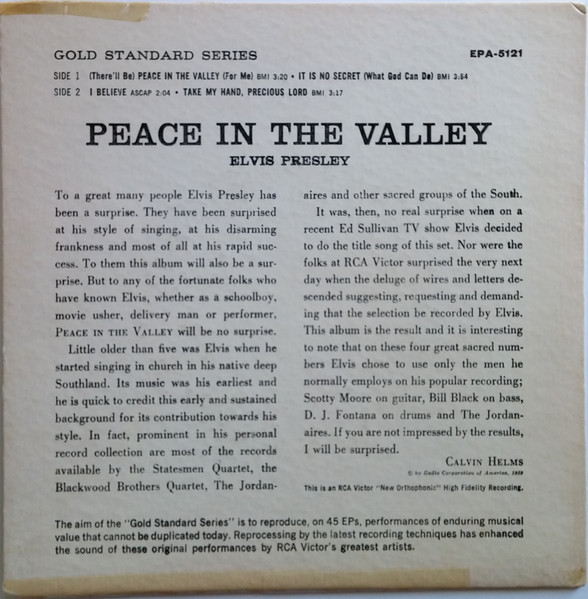 GOLD STANDARD SERIES EPA-5121
SIDE 1 (There'll Be) PEACE IN THE VALLEY (For Me) BMI 3:20 • IT IS NO SECRET (What God Can Do) BMI 3:54
SIDE 2 I BELIEVE ASCAP 2:04 • TAKE MY HAND, PRECIOUS LORD BMI 3:17
PEACE IN THE VALLEY
ELVIS PRESLEY
To a great many people Elvis Presley has
been a surprise. They have been surprised
at his style of singing, at his disarming
frankness and most of all at his rapid suc-
cess. To them this album will also be a sur-
prise. But to any of the fortunate folks who
have known Elvis, whether as a schoolboy,
movie usher, delivery man or performer,
PEACE IN THE VALLEY will be no surprise.
Little older than five was Elvis when he
started singing in church in his native deep
Southland. Its music was his earliest and
he is quick to credit this early and sustained
background for its contribution towards his
style. In fact, prominent in his personal
record collection are most of the records
available by the Statesmen Quartet, the
Blackwood Brothers Quartet, The Jordan-
aires and other sacred groups of the South.
It was, then, no real surprise when on a
recent Ed Sullivan TV show Elvis decided
to do the title song of this set. Nor were the
folks at RCA Victor surprised the very next
day when the deluge of wires and letters de-
scended suggesting, requesting and demand-
ing that the selection be recorded by Elvis.
This album is the result and it is interesting
to note that on these four great sacred num-
bers Elvis chose to use only the men he
normally employs on his popular recording;
Scotty Moore on guitar, Bill Black on bass,
D. J. Fontana on drums and The Jordan-
aires. If you are not impressed by the results,
I will be surprised.
CALVIN HELMS
© by Radio Corporation of America, 1959
This is an RCA Victor "New Orthophonic" High Fidelity Recording.
The aim of the "Gold Standard Series" is to reproduce, on 45 EPs, performances of enduring musical
value that cannot be duplicated today. Reprocessing by the latest recording techniques has enhanced
the sound of these original performances by RCA Victor's greatest artists.